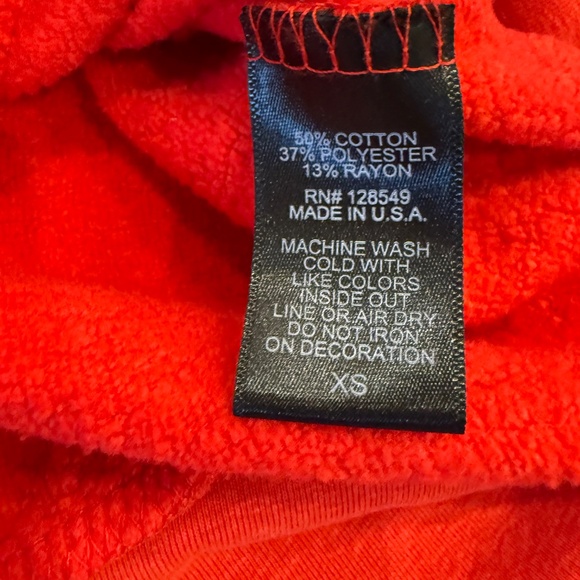 50% COTTON
37% POLYESTER
13% RAYON
RN# 128549
MADE IN U.S.A.
MACHINE WASH
COLD WITH
LIKE COLORS
INSIDE OUT
LINE OR AIR DRY
DO NOT IRON
ON DECORATION
XS